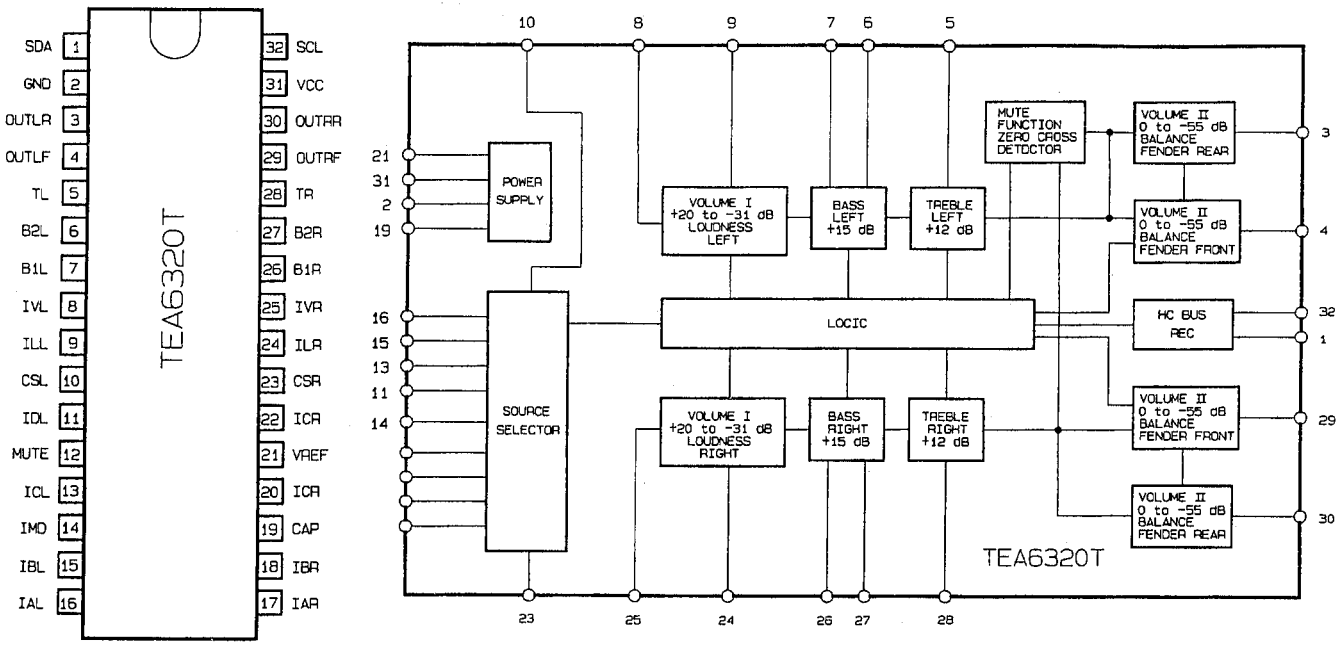 SDA 1
GND 2
OUTLR 3
OUTLF 4
TL 5
B2L 6
B1L 7
IVL 8
ILL 9
CSL 10
IDL 11
MUTE 12
ICL 13
IMD 14
IBL 15
IAL 16
TEA6320T
32 SCL
31 VCC
30 OUTRR
29 OUTRF
28 TR
27 B2R
26 B1R
25 IVR
24 ILR
23 CSR
22 ICR
21 VREF
20 ICR
19 CAP
18 IBR
17 IAR
10
8
9
7
6
5
21
31
2
19
16
15
13
11
14
POWER
SUPPLY
SOURCE
SELECTOR
VOLUME I
+20 to -31 dB
LOUDNESS
LEFT
BASS
LEFT
+15 dB
TREBLE
LEFT
+12 dB
MUTE
FUNCTION
ZERO CROSS
DETDCTOR
VOLUME II
0 to -55 dB
BALANCE
FENDER REAR
VOLUME II
0 to -55 dB
BALANCE
FENDER FRONT
LOCIC
HC BUS
REC
VOLUME I
+20 to -31 dB
LOUDNESS
RIGHT
BASS
RIGHT
+15 dB
TREBLE
RIGHT
+12 dB
VOLUME II
0 to -55 dB
BALANCE
FENDER FRONT
VOLUME II
0 to -55 dB
BALANCE
FENDER REAR
3
4
32
1
29
30
TEA6320T
23
25
24
26
27
28